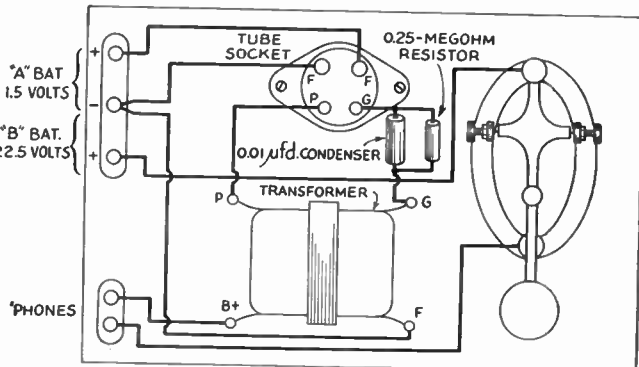 TUBE
SOCKET
0.25-MEGOHM
RESISTOR
+
"A" BAT
1.5 VOLTS
−
"B" BAT.
22.5 VOLTS
+
F
F
P
G
0.01 µfd. CONDENSER
TRANSFORMER
P
G
B+
F
"PHONES